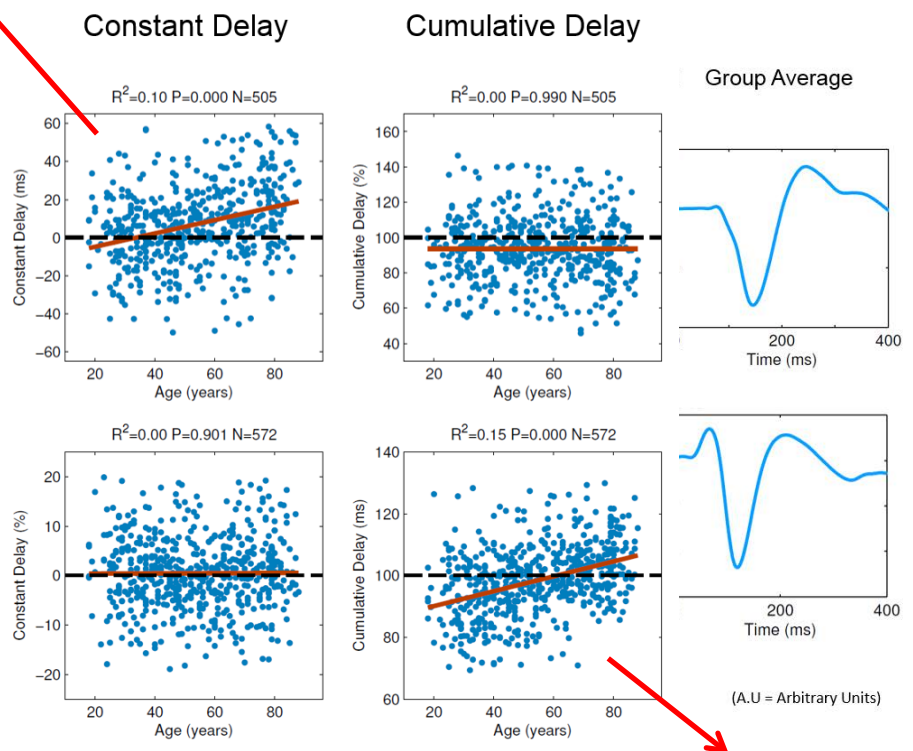 Constant Delay
Cumulative Delay
Group Average
R²=0.10 P=0.000 N=505
60
40
20
0
−20
−40
−60
Constant Delay (ms)
20 40 60 80
Age (years)
R²=0.00 P=0.990 N=505
160
140
120
100
80
60
40
Cumulative Delay (%)
20 40 60 80
Age (years)
200 400
Time (ms)
R²=0.00 P=0.901 N=572
20
10
0
−10
−20
Constant Delay (%)
20 40 60 80
Age (years)
R²=0.15 P=0.000 N=572
140
120
100
80
60
Cumulative Delay (ms)
20 40 60 80
Age (years)
200 400
Time (ms)
(A.U = Arbitrary Units)